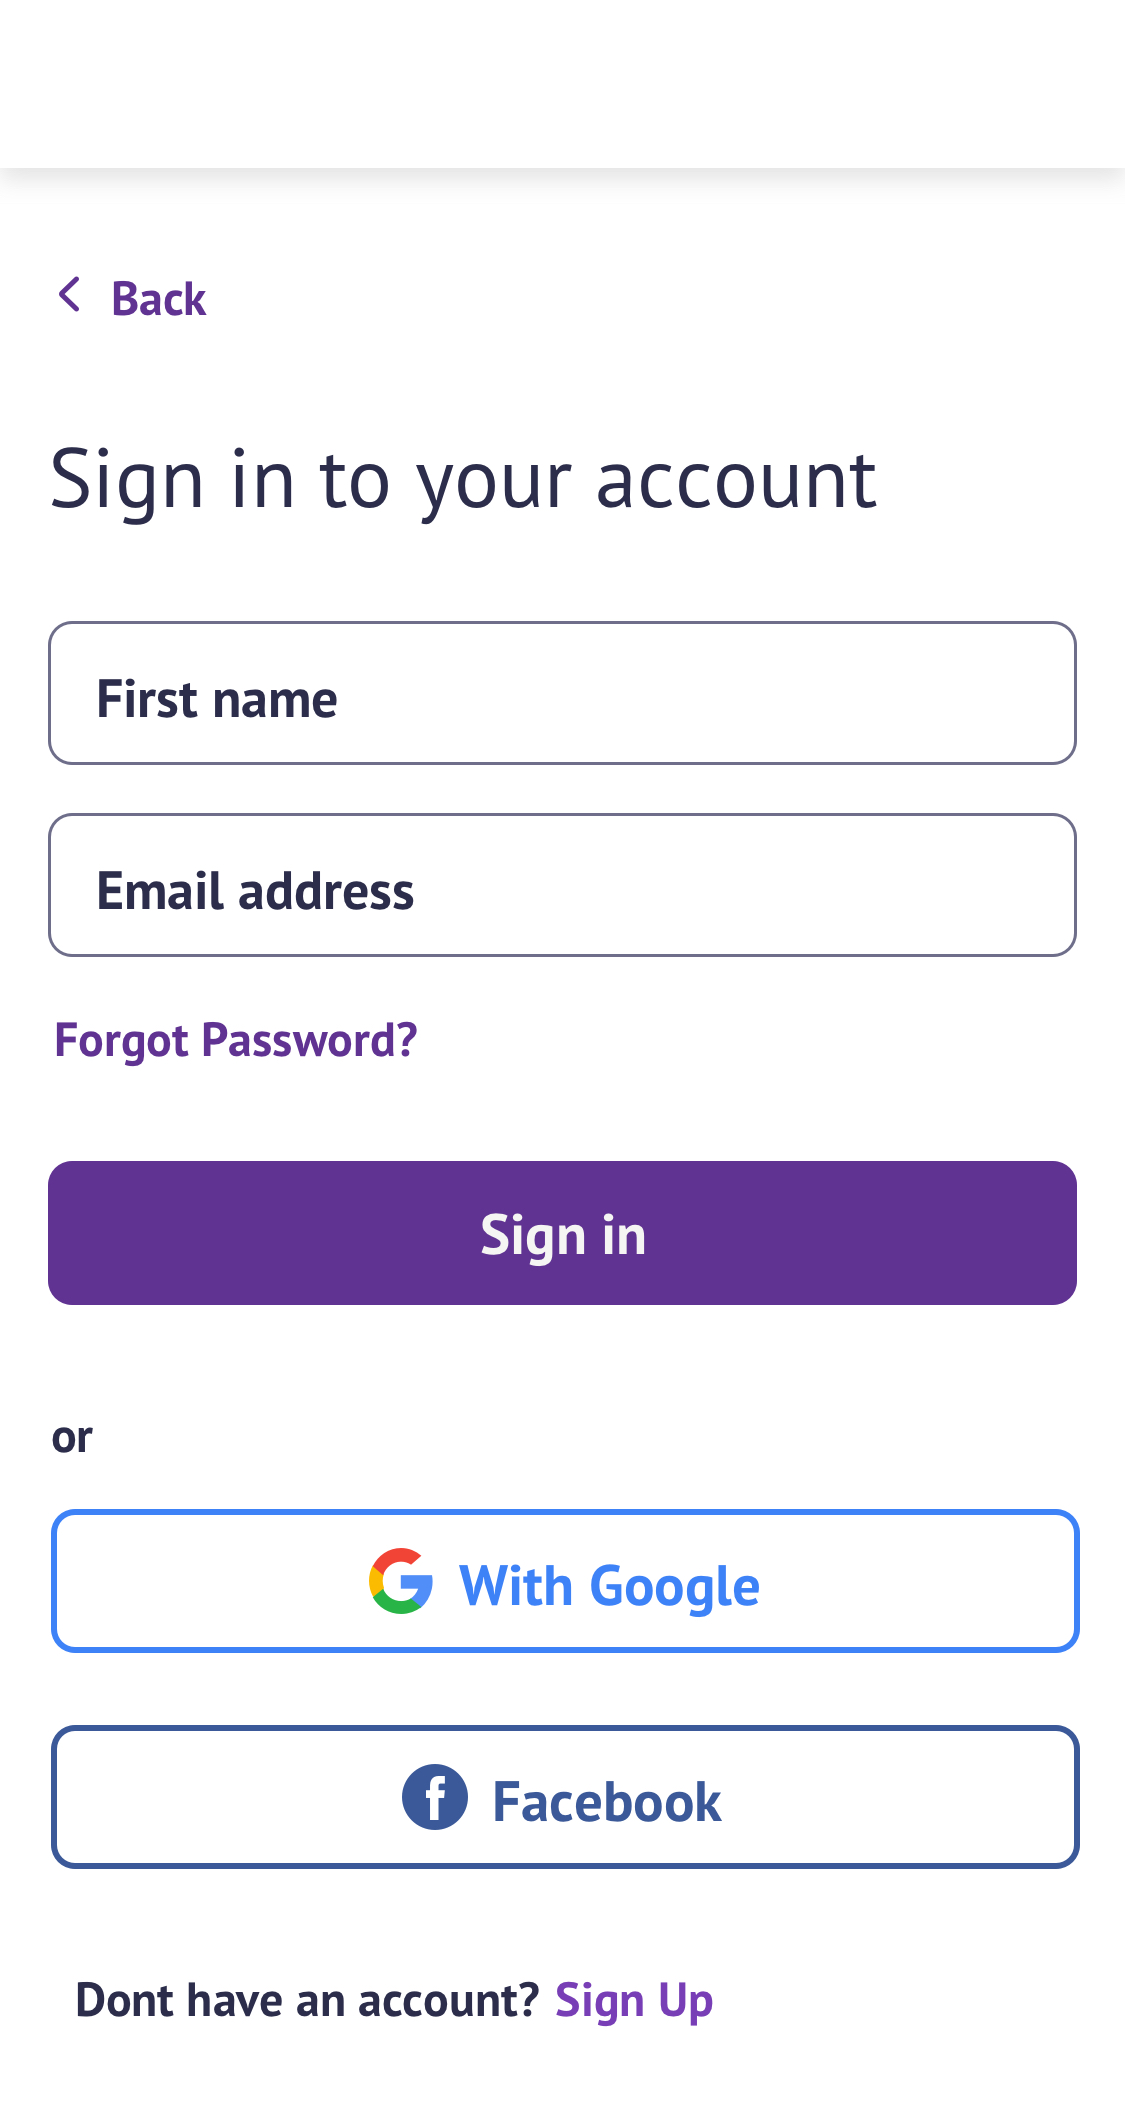 Back
Sign in to your account
First name
Email address
Forgot Password?
Sign in
or
With Google
Facebook
Dont have an account? Sign Up